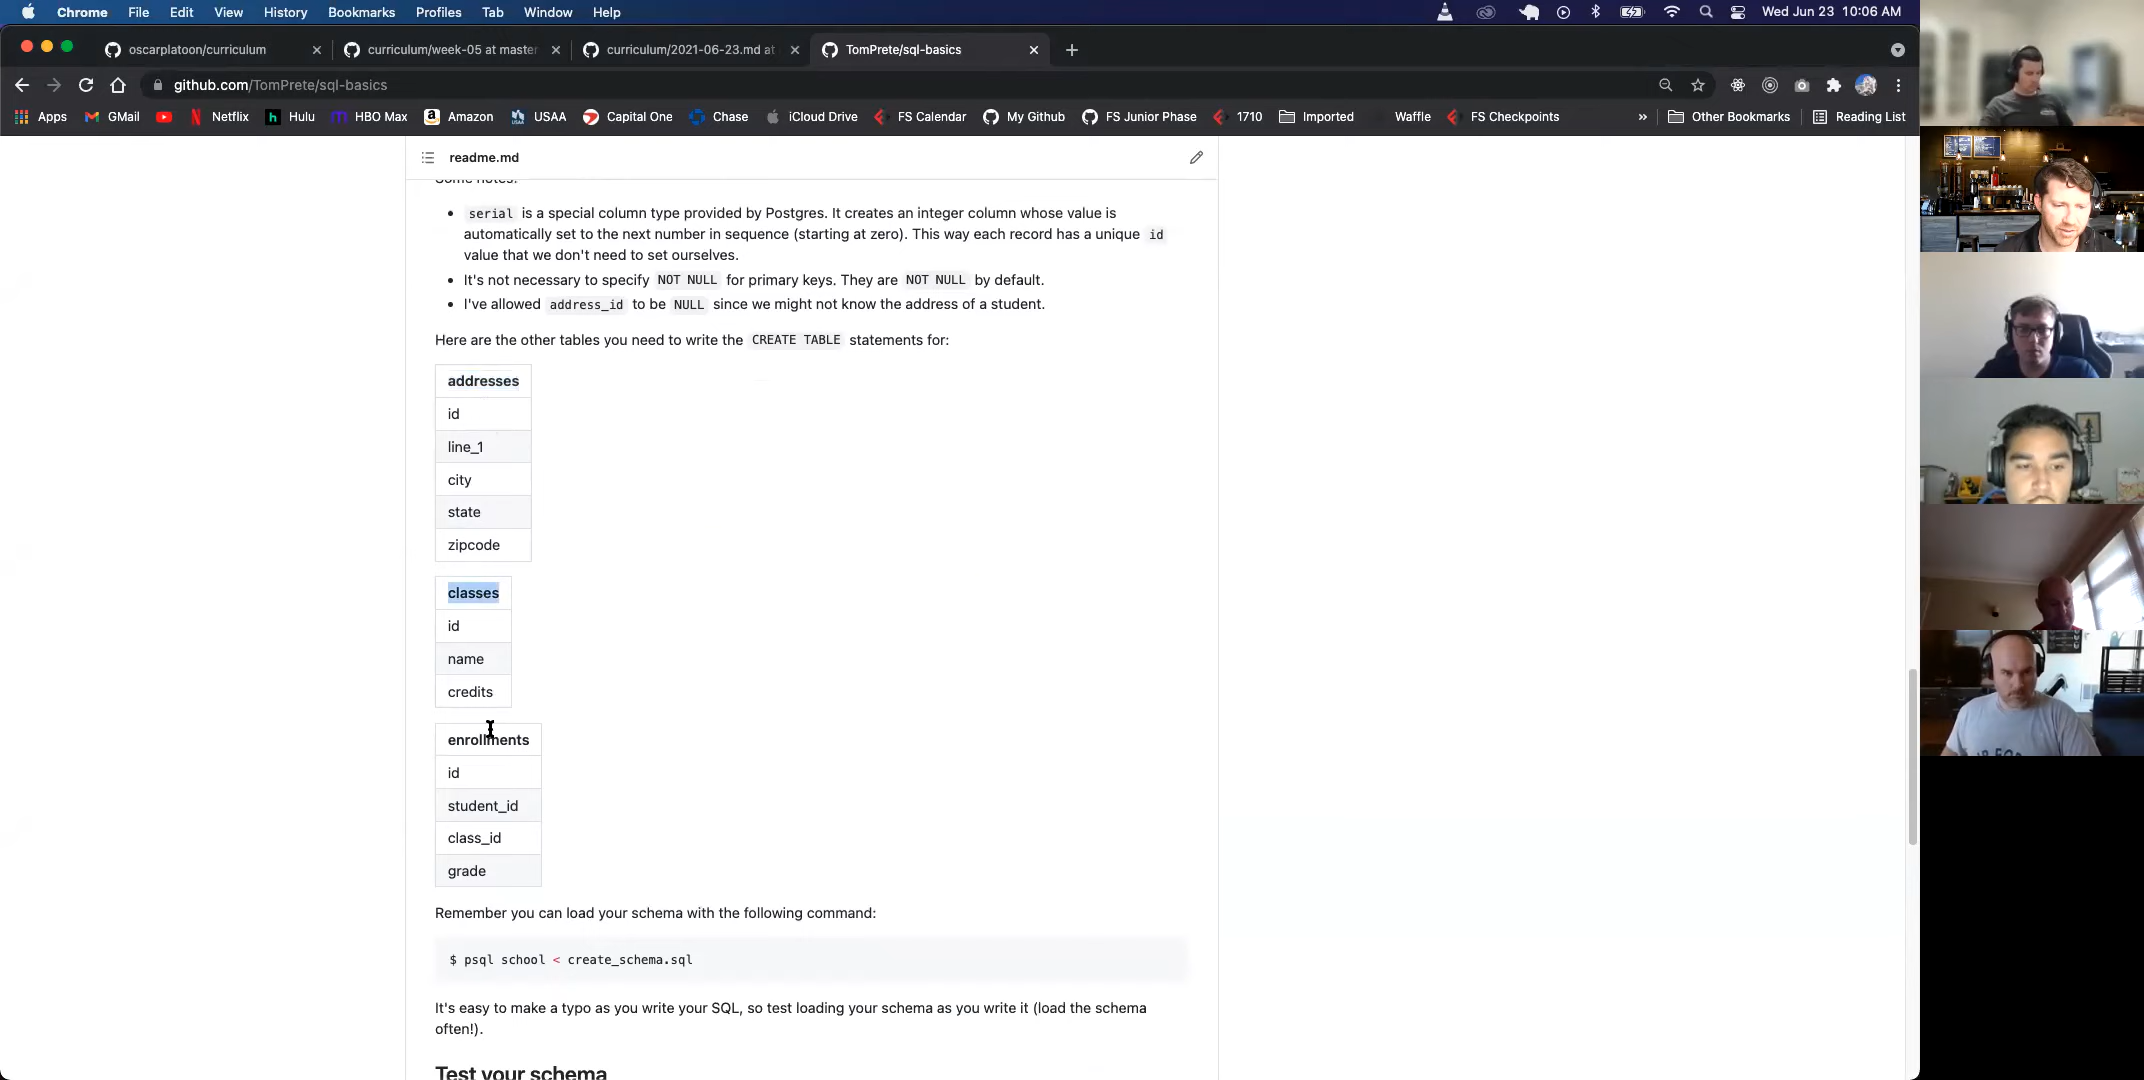 Chrome File Edit View History Bookmarks Profiles Tab Window Help Wed Jun 23 10:06 AM
oscarplatoon/curriculum curriculum/week-05 at master curriculum/2021-06-23.md at TomPrete/sql-basics
github.com/TomPrete/sql-basics
Apps GMail Netflix Hulu HBO Max Amazon USAA Capital One Chase iCloud Drive FS Calendar My Github FS Junior Phase 1710 Imported Waffle FS Checkpoints » Other Bookmarks Reading List
readme.md
Some notes:
serial is a special column type provided by Postgres. It creates an integer column whose value is
automatically set to the next number in sequence (starting at zero). This way each record has a unique id
value that we don't need to set ourselves.
It's not necessary to specify NOT NULL for primary keys. They are NOT NULL by default.
I've allowed address_id to be NULL since we might not know the address of a student.
Here are the other tables you need to write the CREATE TABLE statements for:
addresses
id
line_1
city
state
zipcode
classes
id
name
credits
enrollments
id
student_id
class_id
grade
Remember you can load your schema with the following command:
$ psql school < create_schema.sql
It's easy to make a typo as you write your SQL, so test loading your schema as you write it (load the schema
often!).
Test your schema